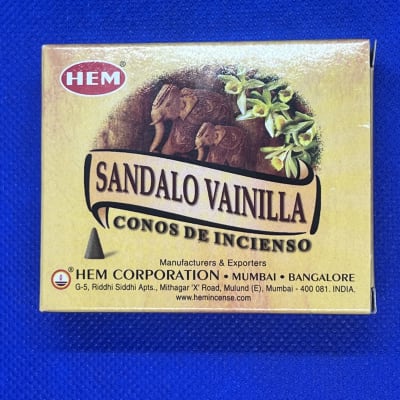 HEM
SANDALO VAINILLA
CONOS DE INCIENSO
Manufacturers & Exporters
® HEM CORPORATION • MUMBAI • BANGALORE
G-5, Riddhi Siddhi Apts., Mithagar 'X' Road, Mulund (E), Mumbai - 400 081. INDIA.
www.hemincense.com